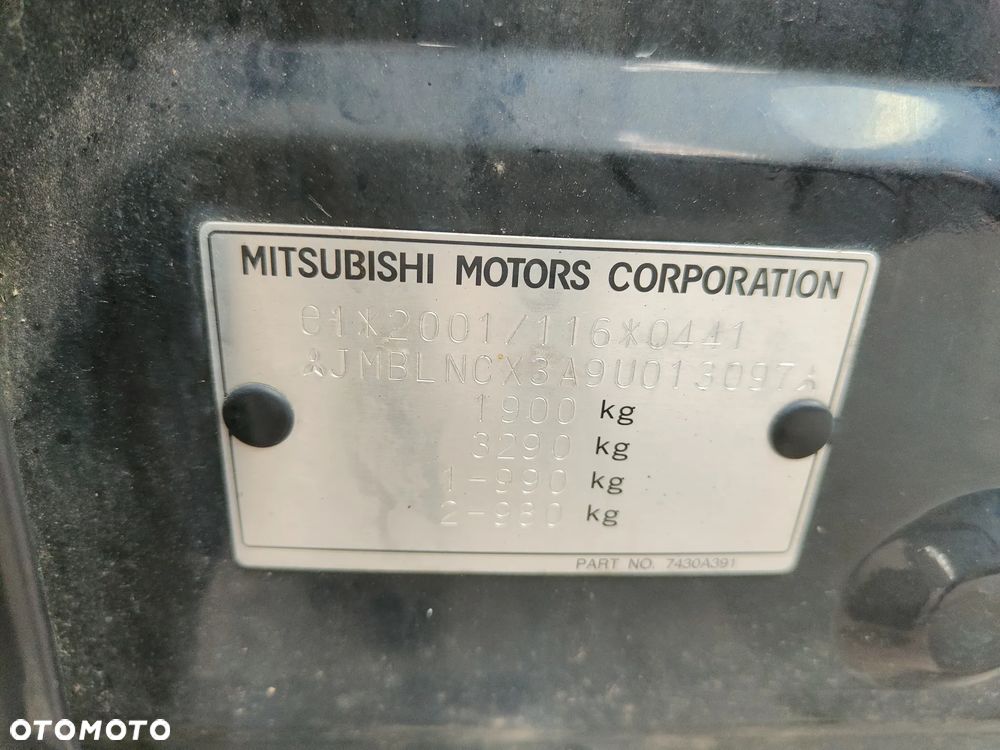 MITSUBISHI MOTORS CORPORATION
e1*2001/116*0441
JMBLNCX3A9U013097
1900 kg
3290 kg
1-990 kg
2-980 kg
PART NO. 7430A391
OTOMOTO